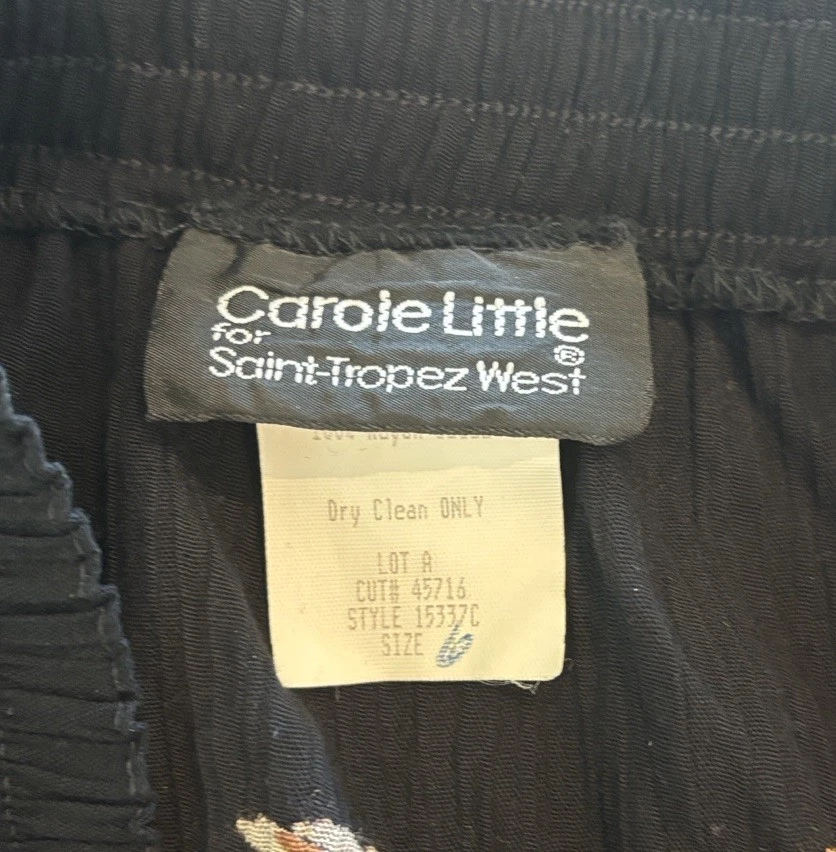 Carole Little
for
Saint-Tropez West®
Dry Clean ONLY
LOT A
CUT# 45716
STYLE 15337C
SIZE 6